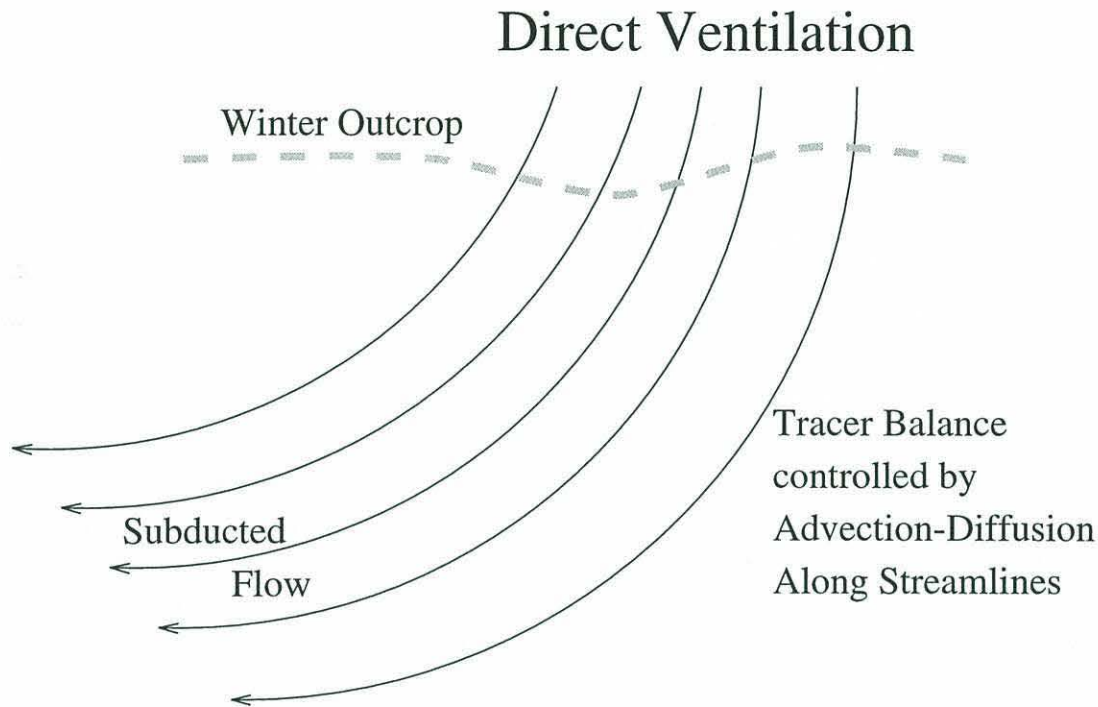 Direct Ventilation
Winter Outcrop
Tracer Balance
controlled by
Advection-Diffusion
Along Streamlines
Subducted
Flow